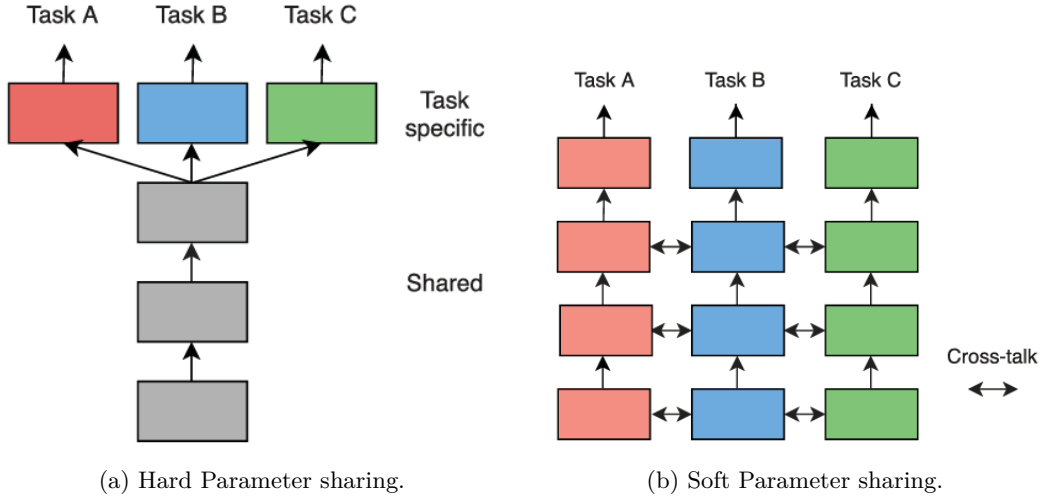 Task A
Task B
Task C
Task
specific
Shared
(a) Hard Parameter sharing.
Task A
Task B
Task C
Cross-talk
(b) Soft Parameter sharing.